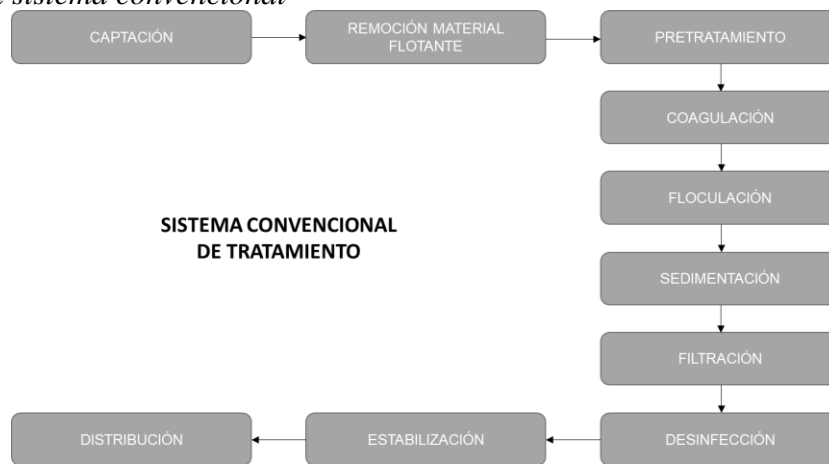 sistema convencional
CAPTACIÓN
REMOCIÓN MATERIAL
FLOTANTE
PRETRATAMIENTO
COAGULACIÓN
FLOCULACIÓN
SISTEMA CONVENCIONAL
DE TRATAMIENTO
SEDIMENTACIÓN
FILTRACIÓN
DESINFECCIÓN
ESTABILIZACIÓN
DISTRIBUCIÓN